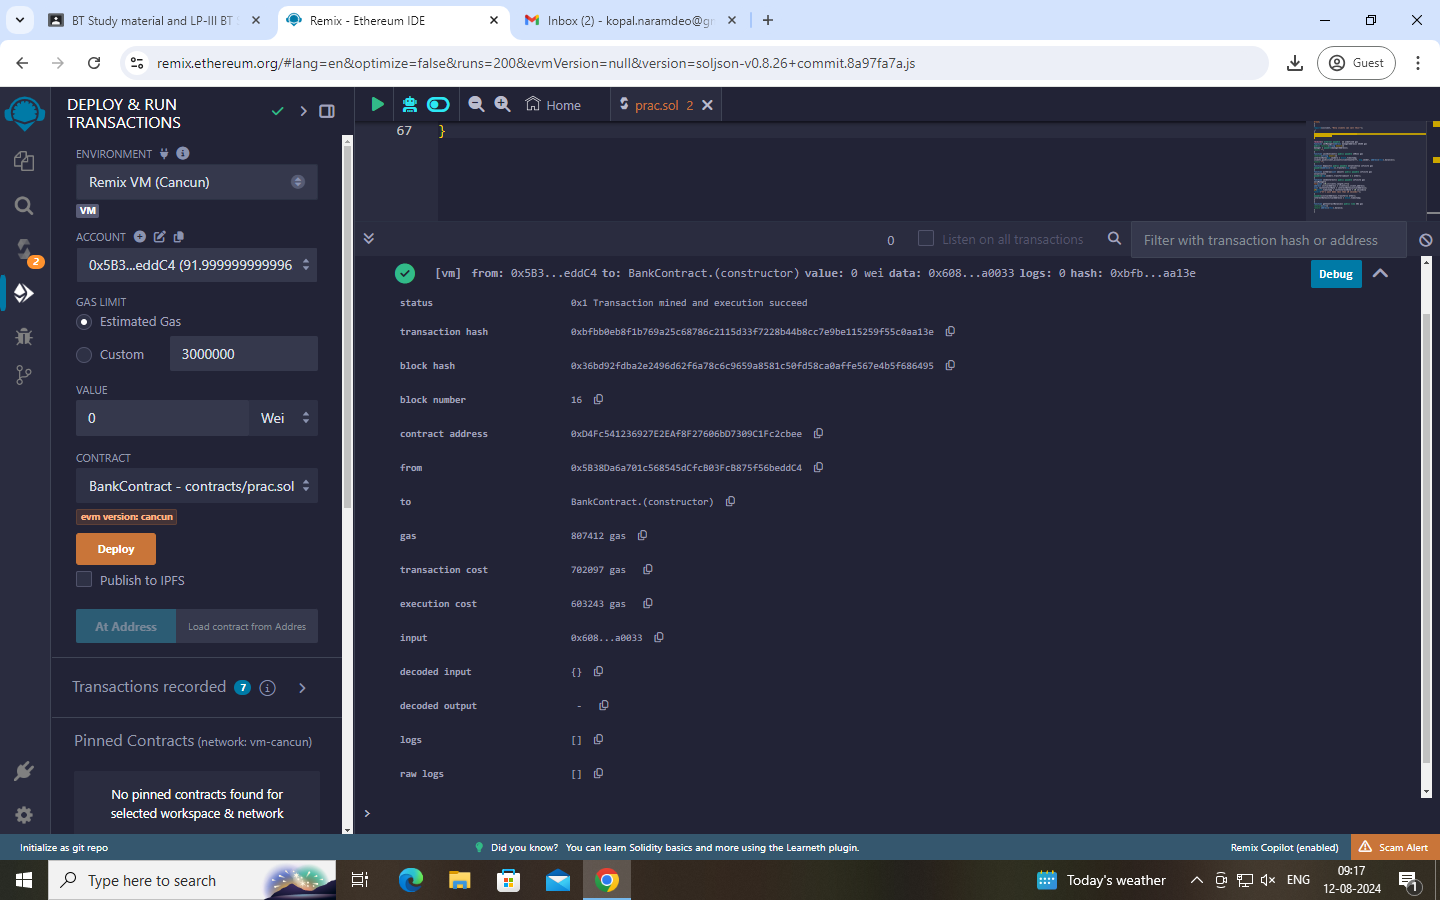 BT Study material and LP-III BT S
Remix - Ethereum IDE
Inbox (2) - kopal.naramdeo@gm
remix.ethereum.org/#lang=en&optimize=false&runs=200&evmVersion=null&version=soljson-v0.8.26+commit.8a97fa7a.js
Guest
DEPLOY & RUN
TRANSACTIONS
Home
prac.sol 2
67 }
ENVIRONMENT
Remix VM (Cancun)
VM
ACCOUNT
0x5B3...eddC4 (91.999999999996
GAS LIMIT
Estimated Gas
Custom 3000000
VALUE
0 Wei
CONTRACT
BankContract - contracts/prac.sol
evm version: cancun
Deploy
Publish to IPFS
At Address Load contract from Addres
Transactions recorded 7
Pinned Contracts (network: vm-cancun)
No pinned contracts found for
selected workspace & network
2
0 Listen on all transactions Filter with transaction hash or address
[vm] from: 0x5B3...eddC4 to: BankContract.(constructor) value: 0 wei data: 0x608...a0033 logs: 0 hash: 0xbfb...aa13e Debug
status 0x1 Transaction mined and execution succeed
transaction hash 0xbfbb0eb8f1b769a25c68786c2115d33f7228b44b8cc7e9be115259f55c0aa13e
block hash 0x36bd92fdba2e2496d62f6a78c6c9659a8581c50fd58ca0affe567e4b5f686495
block number 16
contract address 0xD4Fc541236927E2EAf8F27606bD7309C1Fc2cbee
from 0x5B38Da6a701c568545dCfcB03FcB875f56beddC4
to BankContract.(constructor)
gas 807412 gas
transaction cost 702097 gas
execution cost 603243 gas
input 0x608...a0033
decoded input {}
decoded output -
logs []
raw logs []
>
Initialize as git repo
Did you know? You can learn Solidity basics and more using the Learneth plugin.
Remix Copilot (enabled)
Scam Alert
Type here to search
Today's weather
ENG
09:17
12-08-2024
1